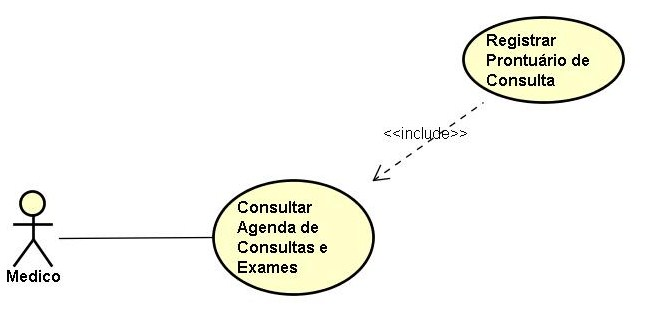 Registrar
Prontuário de
Consulta
<<include>>
Consultar
Agenda de
Consultas e
Exames
Medico